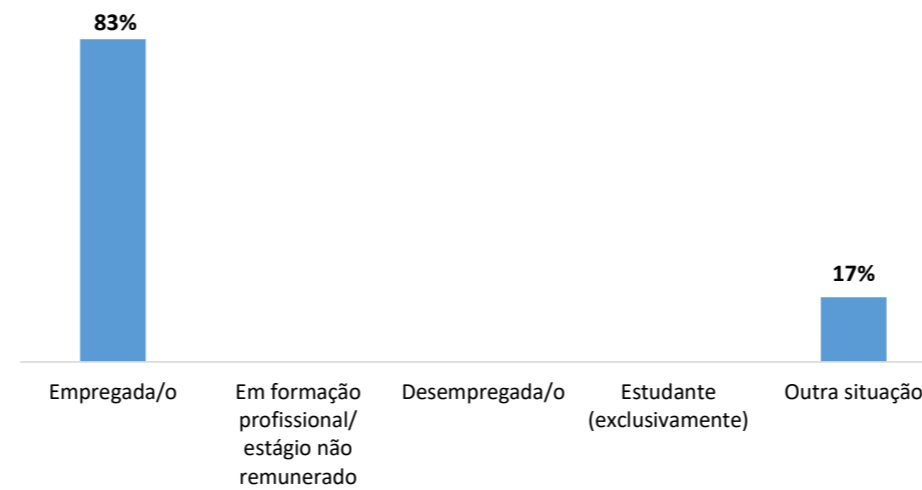 83%
17%
Empregada/o
Em formação
profissional/
estágio não
remunerado
Desempregada/o
Estudante
(exclusivamente)
Outra situação